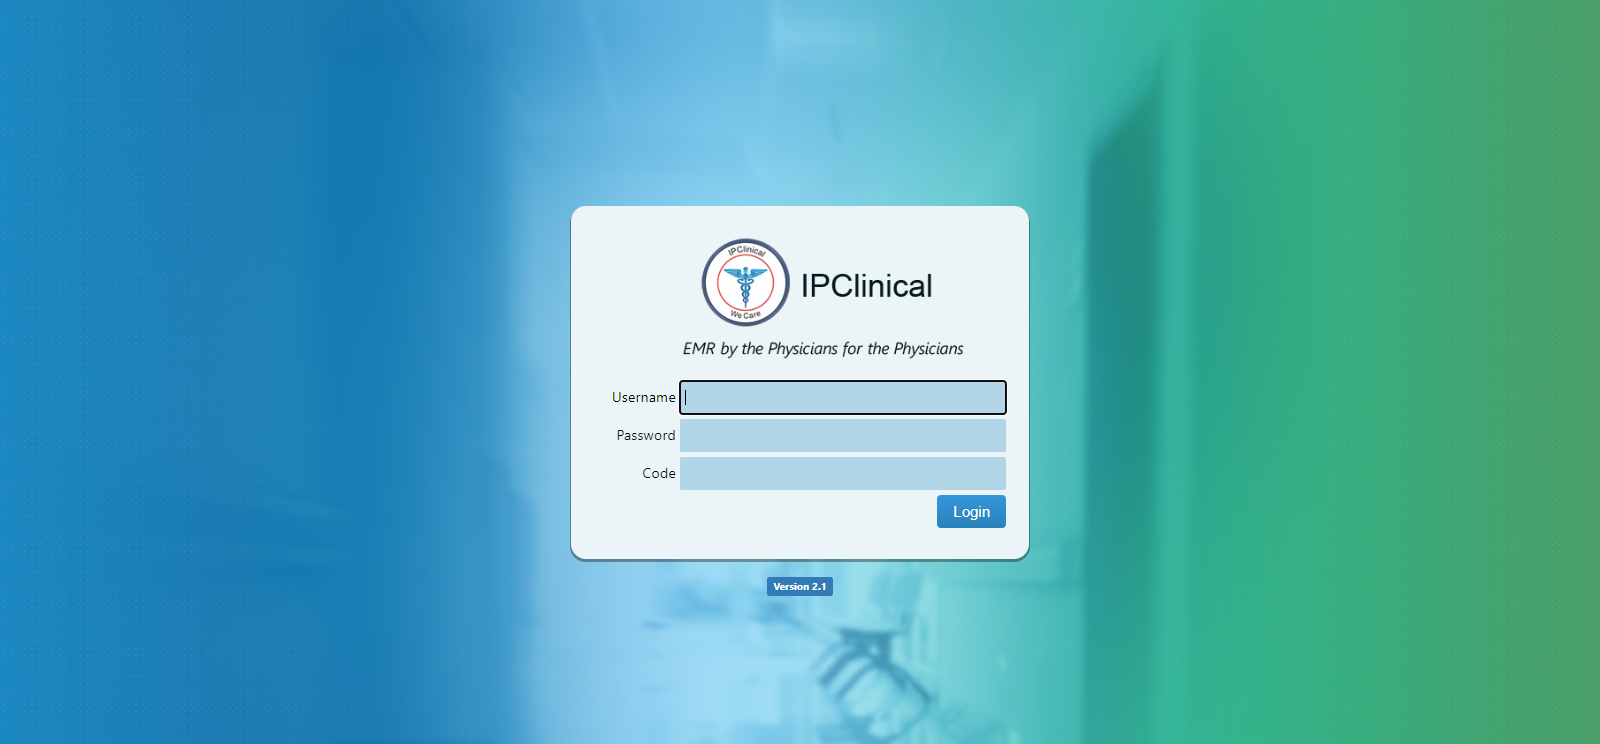 IPClinical
We Care
IPClinical
EMR by the Physicians for the Physicians
Username
Password
Code
Login
Version 2.1